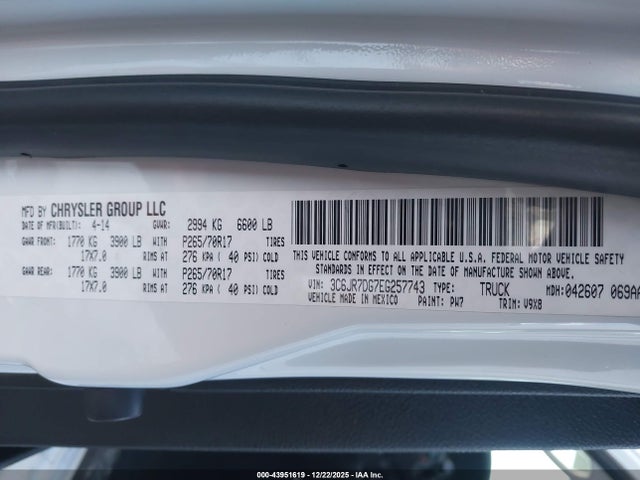 MFD BY CHRYSLER GROUP LLC
DATE OF MFR(BUILT): 4-14 GVWR: 2994 KG 6600 LB
GAWR FRONT: 1770 KG 3900 LB WITH P265/70R17 TIRES
17X7.0 RIMS AT 276 KPA( 40 PSI) COLD
GAWR REAR: 1770 KG 3900 LB WITH P265/70R17 TIRES
17X7.0 RIMS AT 276 KPA( 40 PSI) COLD
THIS VEHICLE CONFORMS TO ALL APPLICABLE U.S.A. FEDERAL MOTOR VEHICLE SAFETY
STANDARDS IN EFFECT ON THE DATE OF MANUFACTURE SHOWN ABOVE.
VIN: 3C6JR7DG7EG257743 TYPE: TRUCK MDH: 042607 069AA
VEHICLE MADE IN MEXICO PAINT: PW7 TRIM: V9X8
00-43951619 • 12/22/2025 • IAA Inc.